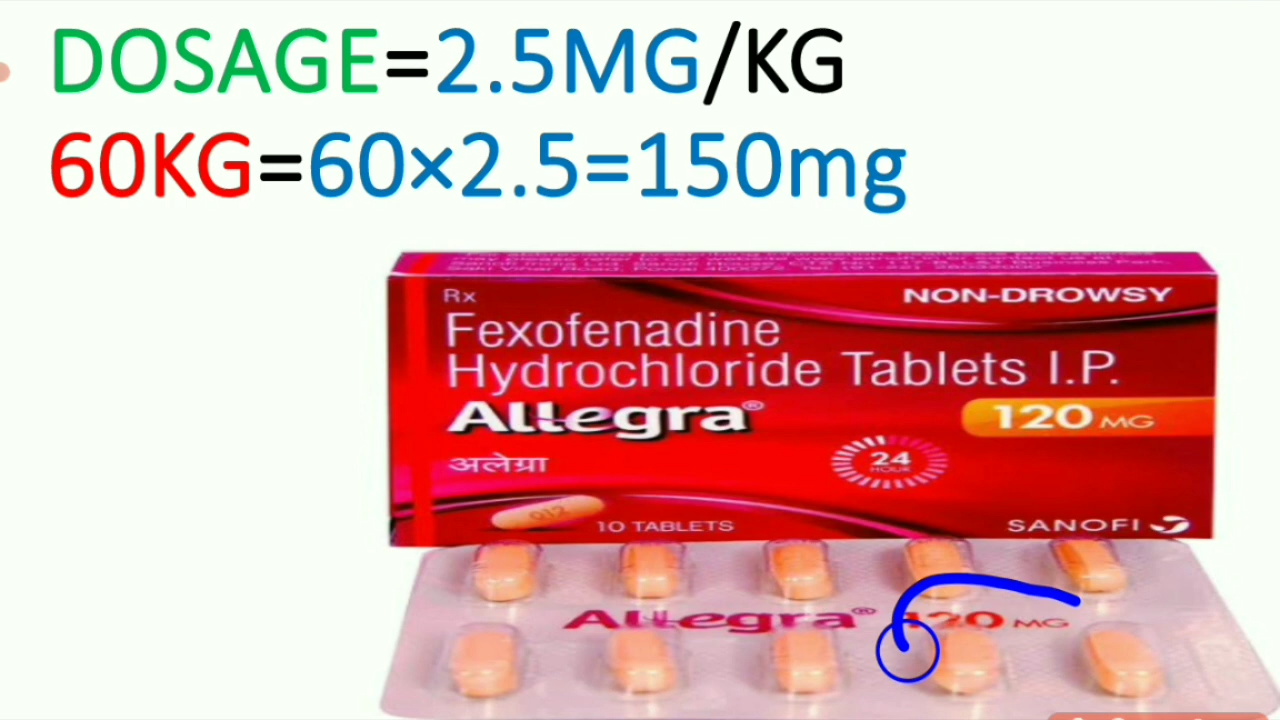 DOSAGE=2.5MG/KG
60KG=60×2.5=150mg
Rx
NON-DROWSY
Fexofenadine
Hydrochloride Tablets I.P.
Allegra®
120 MG
अलेग्रा
24
HOUR
10 TABLETS
SANOFI
Allegra® 120 MG